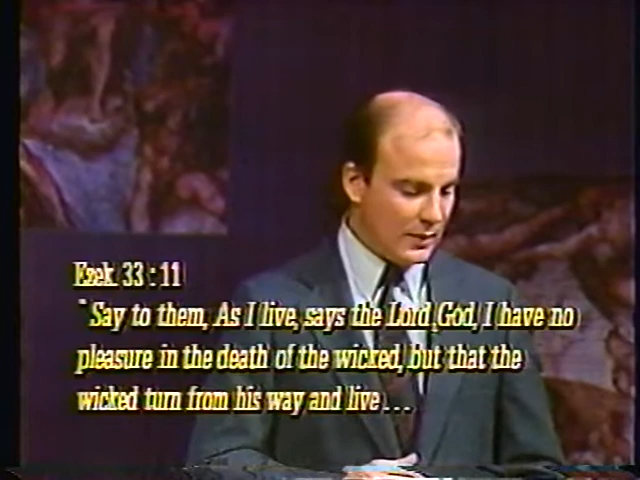 Ezek 33 : 11
"Say to them, As I live, says the Lord God, I have no
pleasure in the death of the wicked, but that the
wicked turn from his way and live . . .